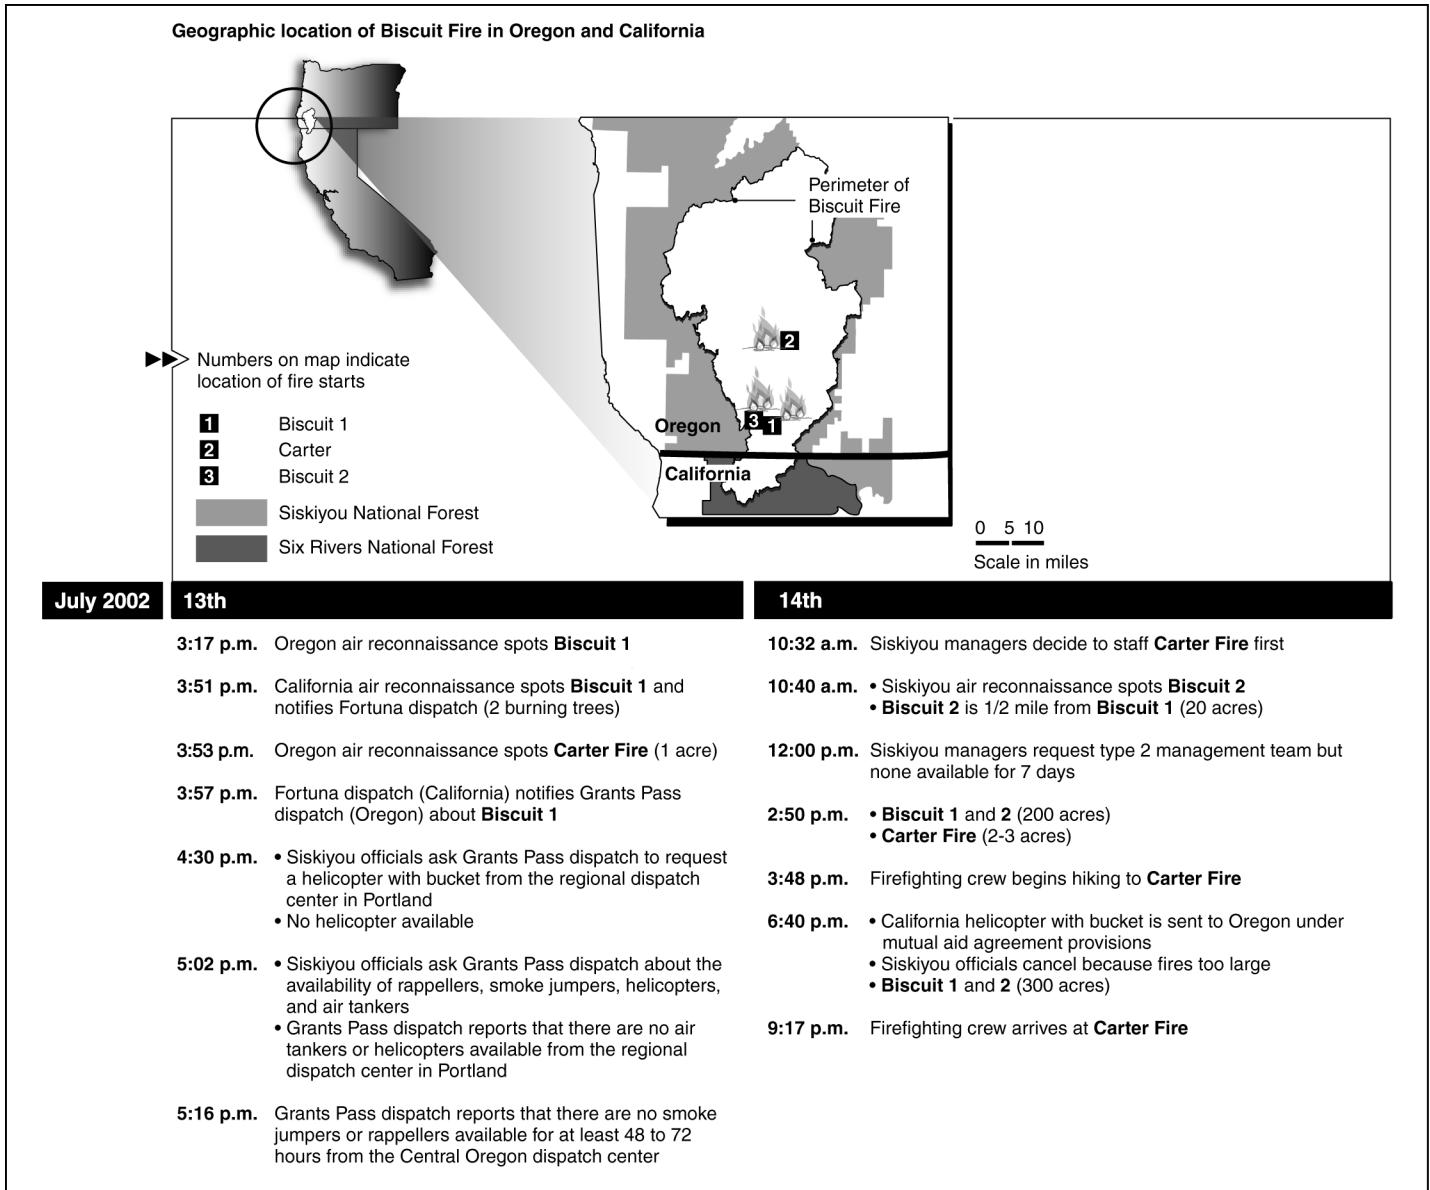 Geographic location of Biscuit Fire in Oregon and California
Perimeter of
Biscuit Fire
Numbers on map indicate
location of fire starts
1 Biscuit 1
2 Carter
3 Biscuit 2
Siskiyou National Forest
Six Rivers National Forest
2
3 1
Oregon
California
0 5 10
Scale in miles
July 2002 13th
3:17 p.m. Oregon air reconnaissance spots Biscuit 1
3:51 p.m. California air reconnaissance spots Biscuit 1 and
notifies Fortuna dispatch (2 burning trees)
3:53 p.m. Oregon air reconnaissance spots Carter Fire (1 acre)
3:57 p.m. Fortuna dispatch (California) notifies Grants Pass
dispatch (Oregon) about Biscuit 1
4:30 p.m. • Siskiyou officials ask Grants Pass dispatch to request
a helicopter with bucket from the regional dispatch
center in Portland
• No helicopter available
5:02 p.m. • Siskiyou officials ask Grants Pass dispatch about the
availability of rappellers, smoke jumpers, helicopters,
and air tankers
• Grants Pass dispatch reports that there are no air
tankers or helicopters available from the regional
dispatch center in Portland
5:16 p.m. Grants Pass dispatch reports that there are no smoke
jumpers or rappellers available for at least 48 to 72
hours from the Central Oregon dispatch center
14th
10:32 a.m. Siskiyou managers decide to staff Carter Fire first
10:40 a.m. • Siskiyou air reconnaissance spots Biscuit 2
• Biscuit 2 is 1/2 mile from Biscuit 1 (20 acres)
12:00 p.m. Siskiyou managers request type 2 management team but
none available for 7 days
2:50 p.m. • Biscuit 1 and 2 (200 acres)
• Carter Fire (2-3 acres)
3:48 p.m. Firefighting crew begins hiking to Carter Fire
6:40 p.m. • California helicopter with bucket is sent to Oregon under
mutual aid agreement provisions
• Siskiyou officials cancel because fires too large
• Biscuit 1 and 2 (300 acres)
9:17 p.m. Firefighting crew arrives at Carter Fire